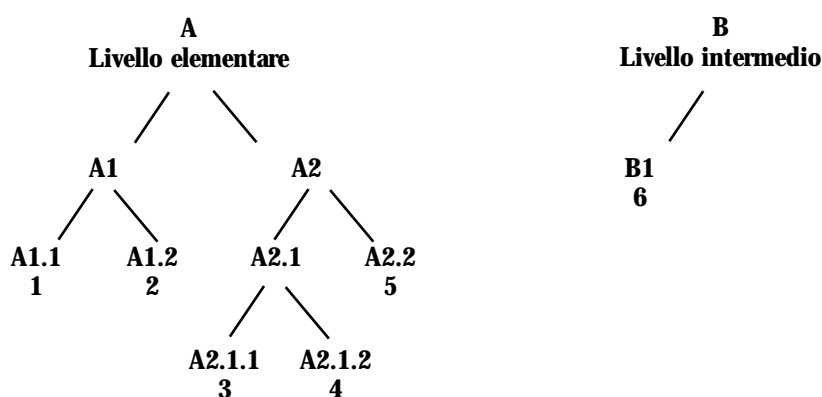 A
Livello elementare
B
Livello intermedio
A1
A2
B1
6
A1.1
1
A1.2
2
A2.1
A2.2
5
A2.1.1
3
A2.1.2
4